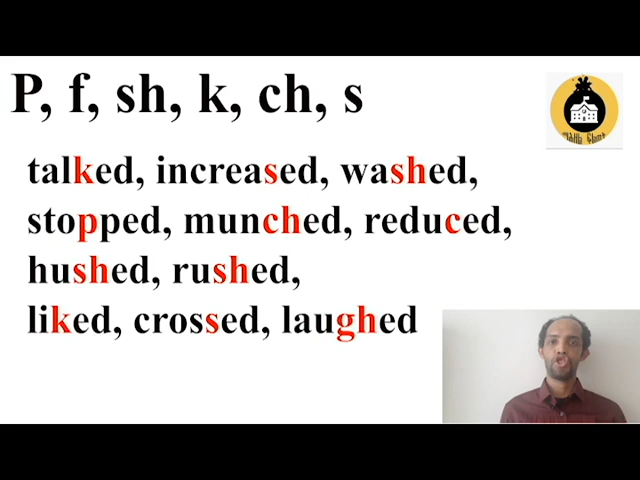 P, f, sh, k, ch, s
talked, increased, washed,
stopped, munched, reduced,
hushed, rushed,
liked, crossed, laughed